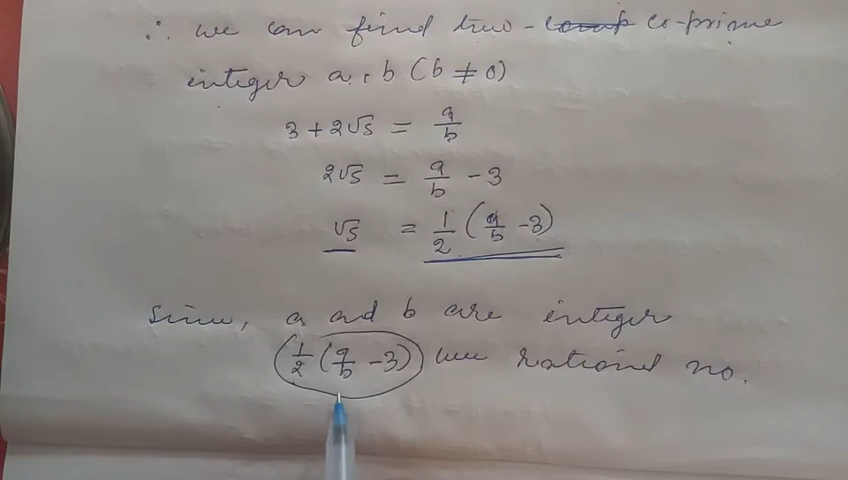 ∴ we can find two - co-prime
integer a, b (b ≠ 0)
3 + 2√5 = a/b
2√5 = a/b - 3
√5 = 1/2 (a/b - 3)
Since, a and b are integer
(1/2 (a/b - 3)) rational no.